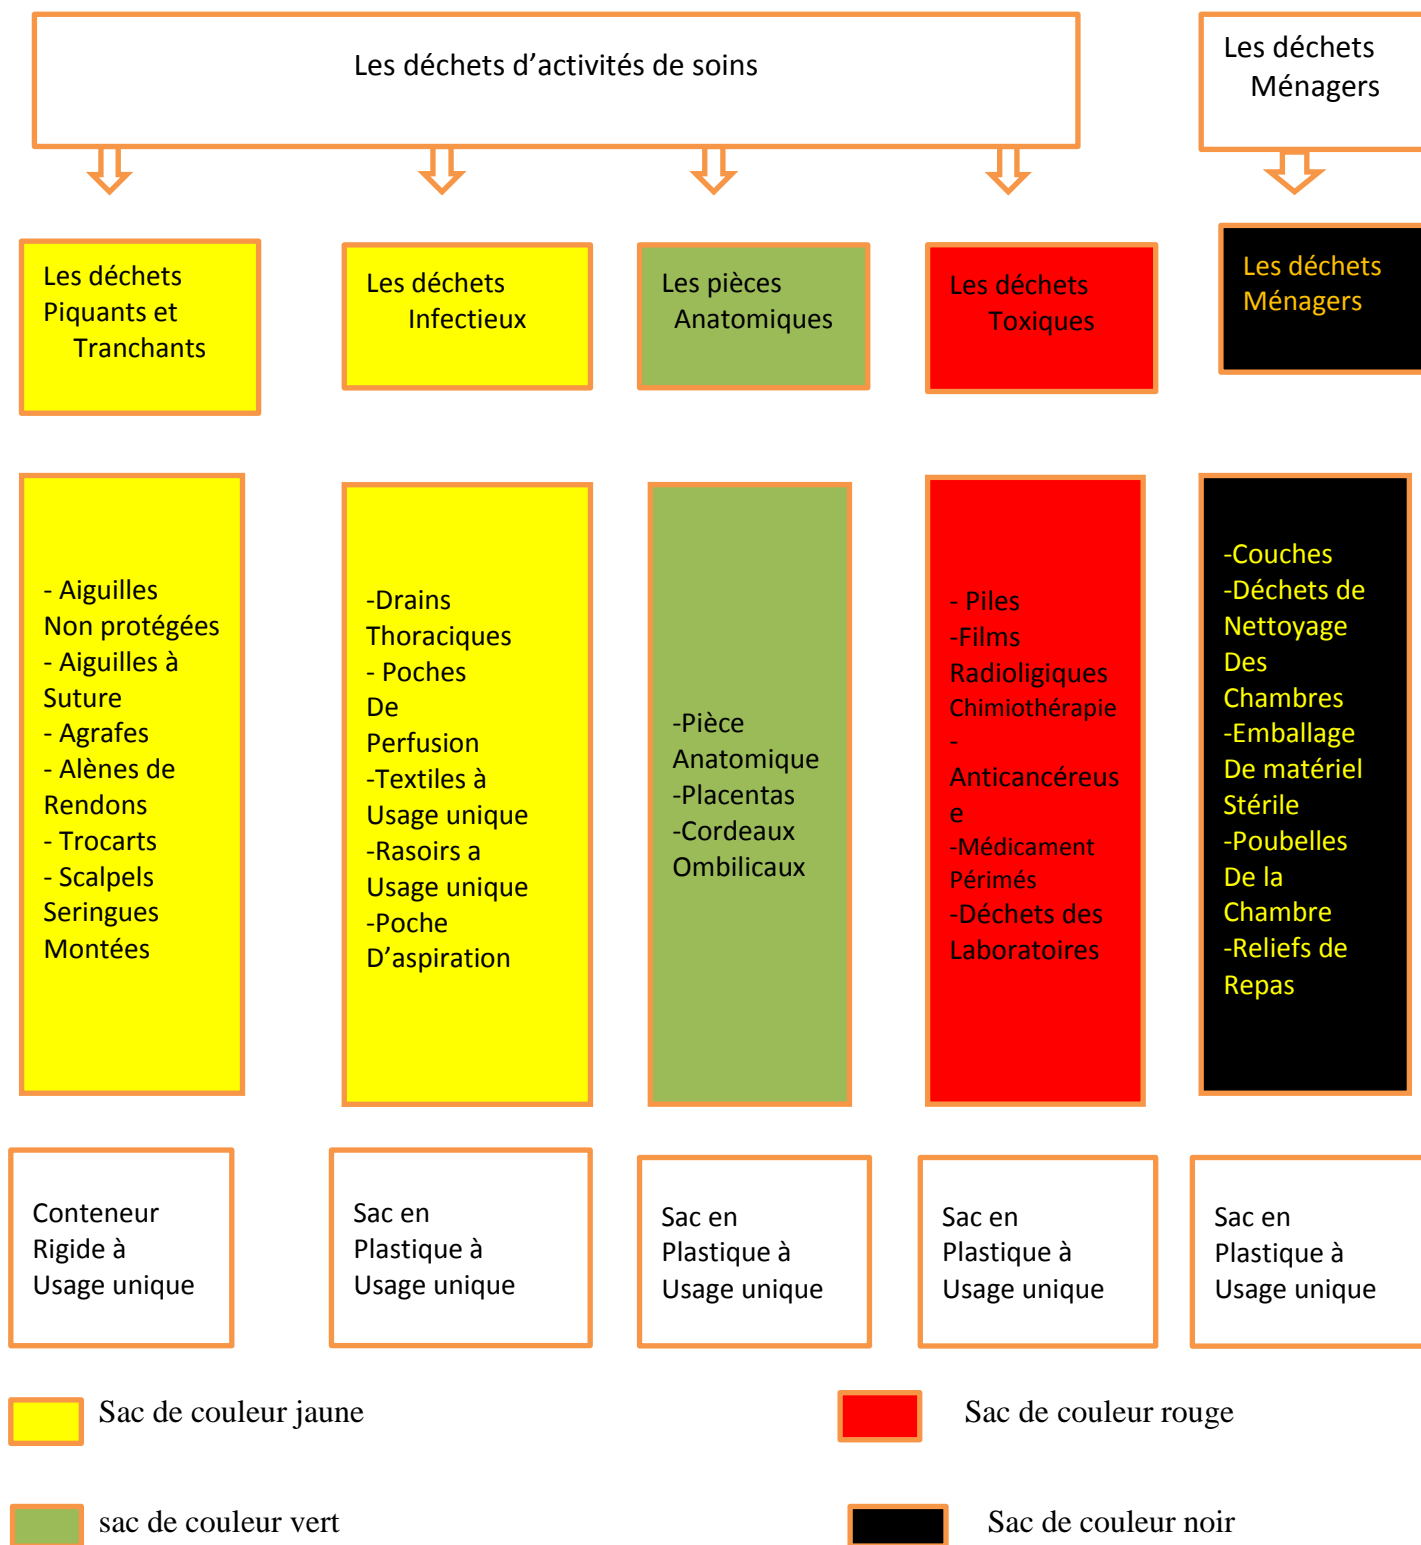 Les déchets d’activités de soins
Les déchets
Ménagers
Les déchets
Piquants et
Tranchants
Les déchets
Infectieux
Les pièces
Anatomiques
Les déchets
Toxiques
Les déchets
Ménagers
- Aiguilles
Non protégées
- Aiguilles à
Suture
- Agrafes
- Alènes de
Rendons
- Trocarts
- Scalpels
Seringues
Montées
-Drains
Thoraciques
- Poches
De
Perfusion
-Textiles à
Usage unique
-Rasoirs a
Usage unique
-Poche
D’aspiration
-Pièce
Anatomique
-Placentas
-Cordeaux
Ombilicaux
- Piles
-Films
Radioligiques
Chimiothérapie
-
Anticancéreus
e
-Médicament
Périmés
-Déchets des
Laboratoires
-Couches
-Déchets de
Nettoyage
Des
Chambres
-Emballage
De matériel
Stérile
-Poubelles
De la
Chambre
-Reliefs de
Repas
Conteneur
Rigide à
Usage unique
Sac en
Plastique à
Usage unique
Sac en
Plastique à
Usage unique
Sac en
Plastique à
Usage unique
Sac en
Plastique à
Usage unique
Sac de couleur jaune
Sac de couleur rouge
sac de couleur vert
Sac de couleur noir